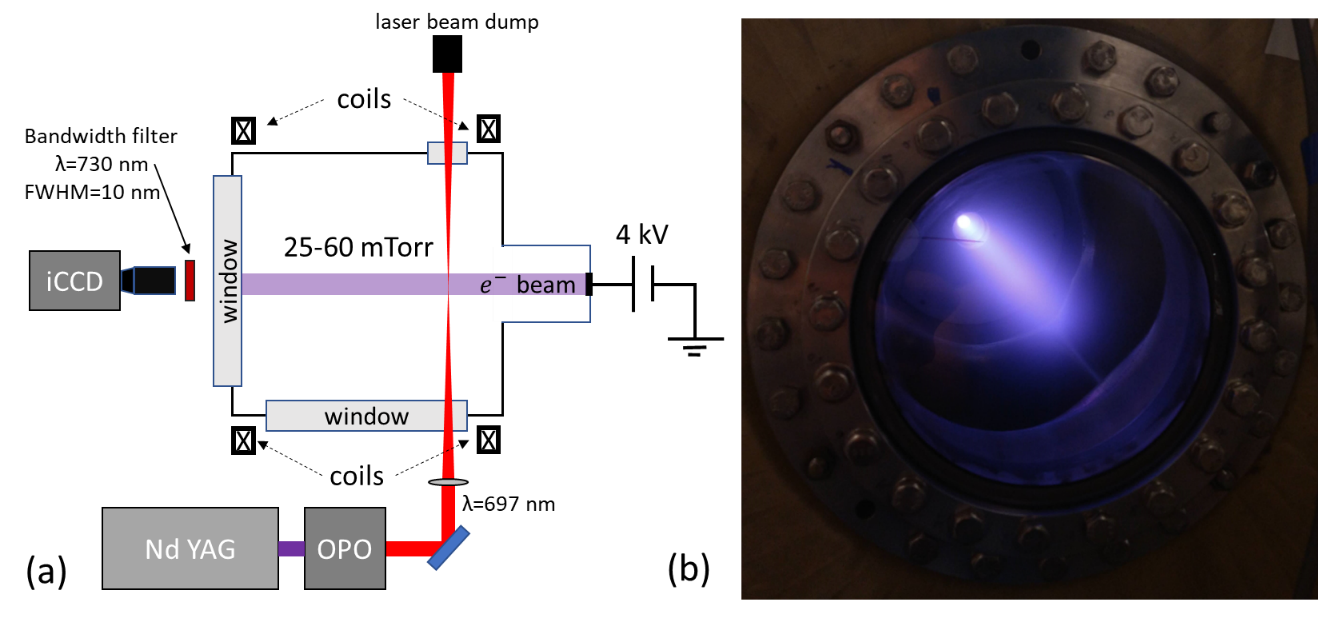 laser beam dump
coils
Bandwidth filter
λ=730 nm
FWHM=10 nm
25-60 mTorr
4 kV
iCCD
window
e⁻ beam
window
coils
λ=697 nm
Nd YAG
OPO
(a)
(b)